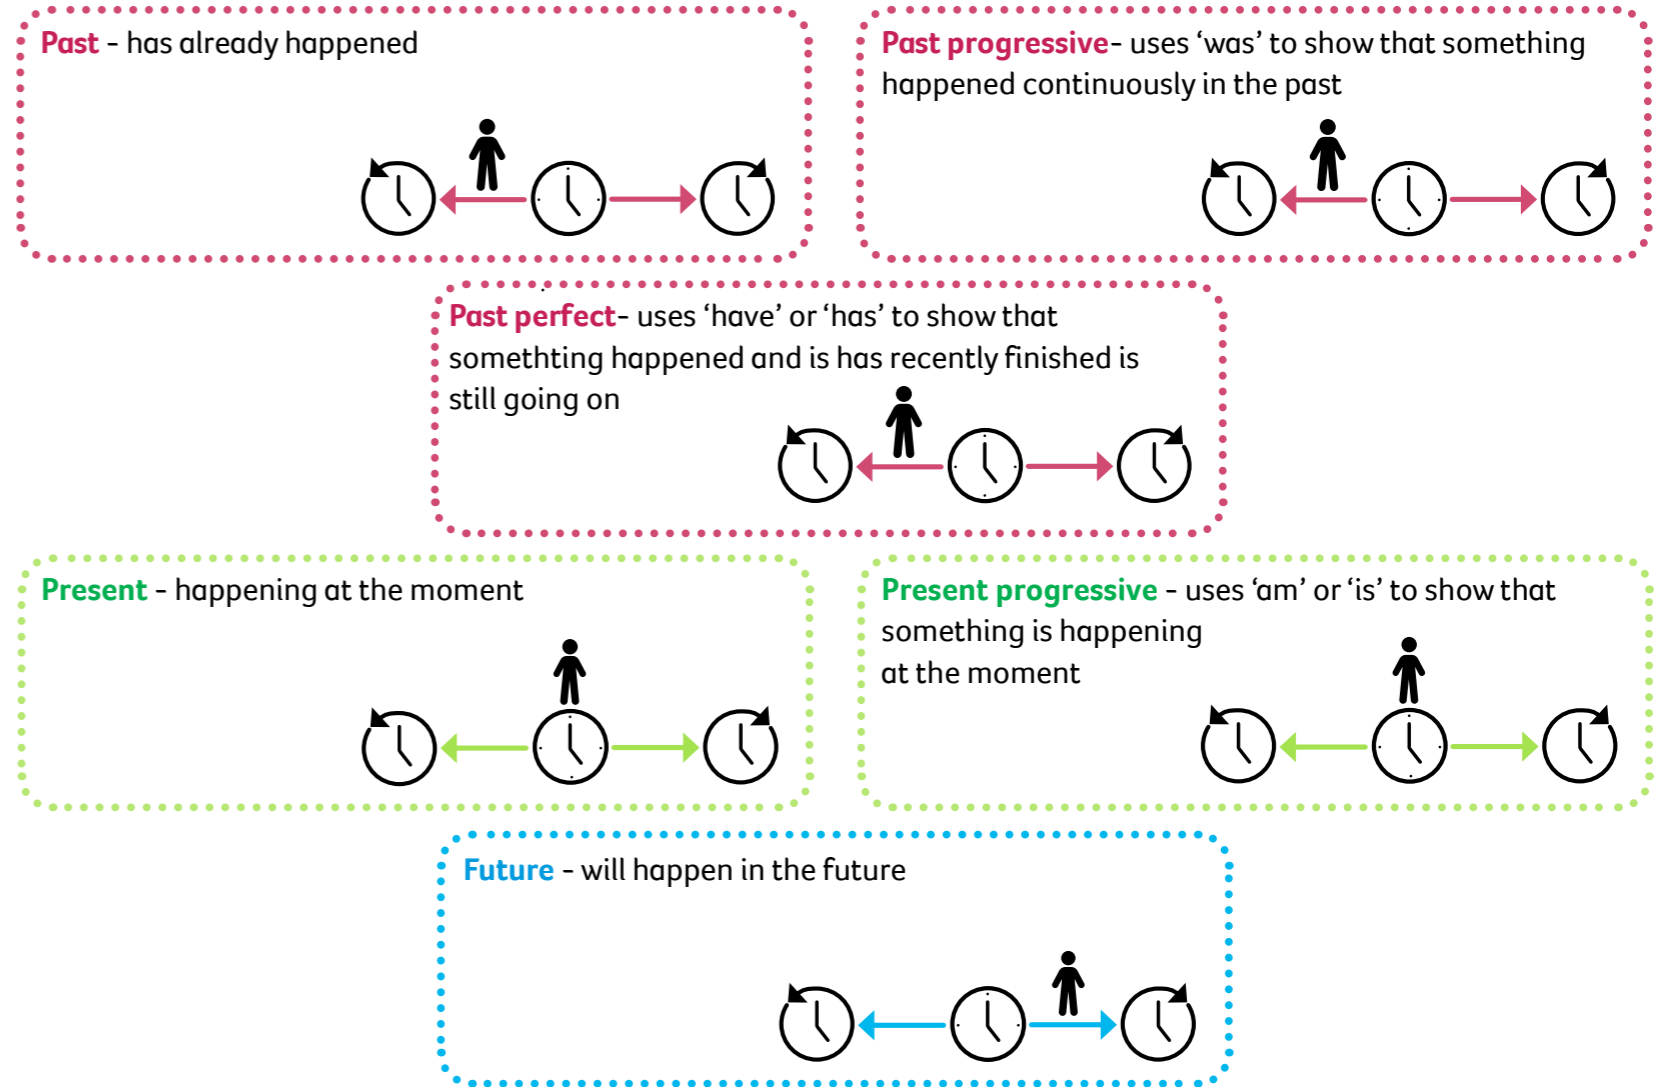 Past - has already happened
Past progressive- uses ‘was’ to show that something
happened continuously in the past
Past perfect- uses ‘have’ or ‘has’ to show that
somethting happened and is has recently finished is
still going on
Present - happening at the moment
Present progressive - uses ‘am’ or ‘is’ to show that
something is happening
at the moment
Future - will happen in the future